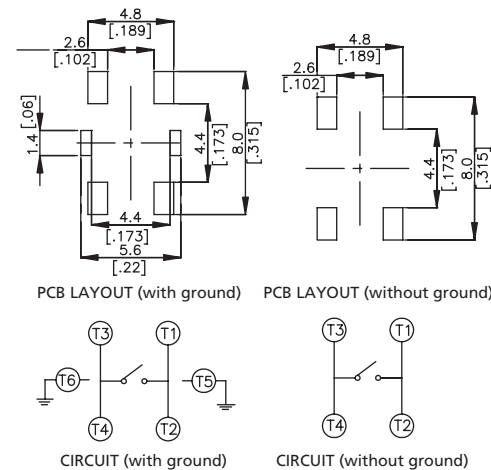 4.8
[.189]
2.6
[.102]
1.4 [.06]
4.4
[.173]
8.0
[.315]
4.4
[.173]
5.6
[.22]
PCB LAYOUT (with ground)
4.8
[.189]
2.6
[.102]
4.4
[.173]
8.0
[.315]
PCB LAYOUT (without ground)
T3 T1
T6 T5
T4 T2
CIRCUIT (with ground)
T3 T1
T4 T2
CIRCUIT (without ground)